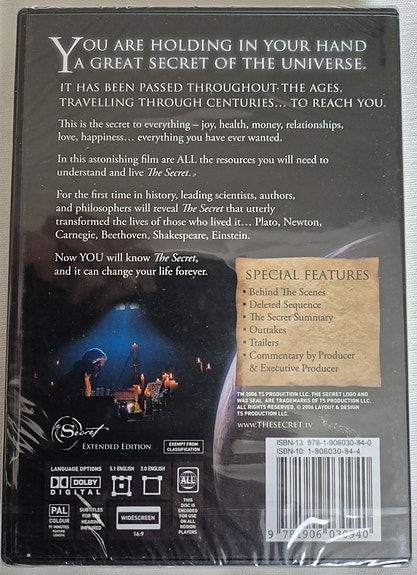 YOU ARE HOLDING IN YOUR HAND
A GREAT SECRET OF THE UNIVERSE.
IT HAS BEEN PASSED THROUGHOUT THE AGES,
TRAVELLING THROUGH CENTURIES... TO REACH YOU.
This is the secret to everything – joy, health, money, relationships,
love, happiness... everything you have ever wanted.
In this astonishing film are ALL the resources you will need to
understand and live The Secret.
For the first time in history, leading scientists, authors,
and philosophers will reveal The Secret that utterly
transformed the lives of those who lived it... Plato, Newton,
Carnegie, Beethoven, Shakespeare, Einstein.
Now YOU will know The Secret,
and it can change your life forever.
SPECIAL FEATURES
• Behind The Scenes
• Deleted Sequence
• The Secret Summary
• Outtakes
• Trailers
• Commentary by Producer
& Executive Producer
TM 2006 TS PRODUCTION LLC. THE SECRET LOGO AND
WAX SEAL ARE TRADEMARKS OF TS PRODUCTION LLC.
ALL RIGHTS RESERVED. © 2006 LAYOUT & DESIGN
TS PRODUCTION LLC.
WWW.THESECRET.TV
The Secret
EXTENDED EDITION
EXEMPT FROM
CLASSIFICATION
ISBN-13: 978-1-906030-94-0
ISBN-10: 1-906030-94-4
9 781906 030940
LANGUAGE OPTIONS
5.1 ENGLISH
2.0 ENGLISH
DOLBY
DIGITAL
ALL
THIS
DISC IS
ENCODED
FOR USE
ON ALL
REGION
PLAYERS
PAL
COLOUR
91 MINUTES
FEATURE
LENGTH
SUBTITLES
FOR THE
HEARING
IMPAIRED
WIDESCREEN
16:9